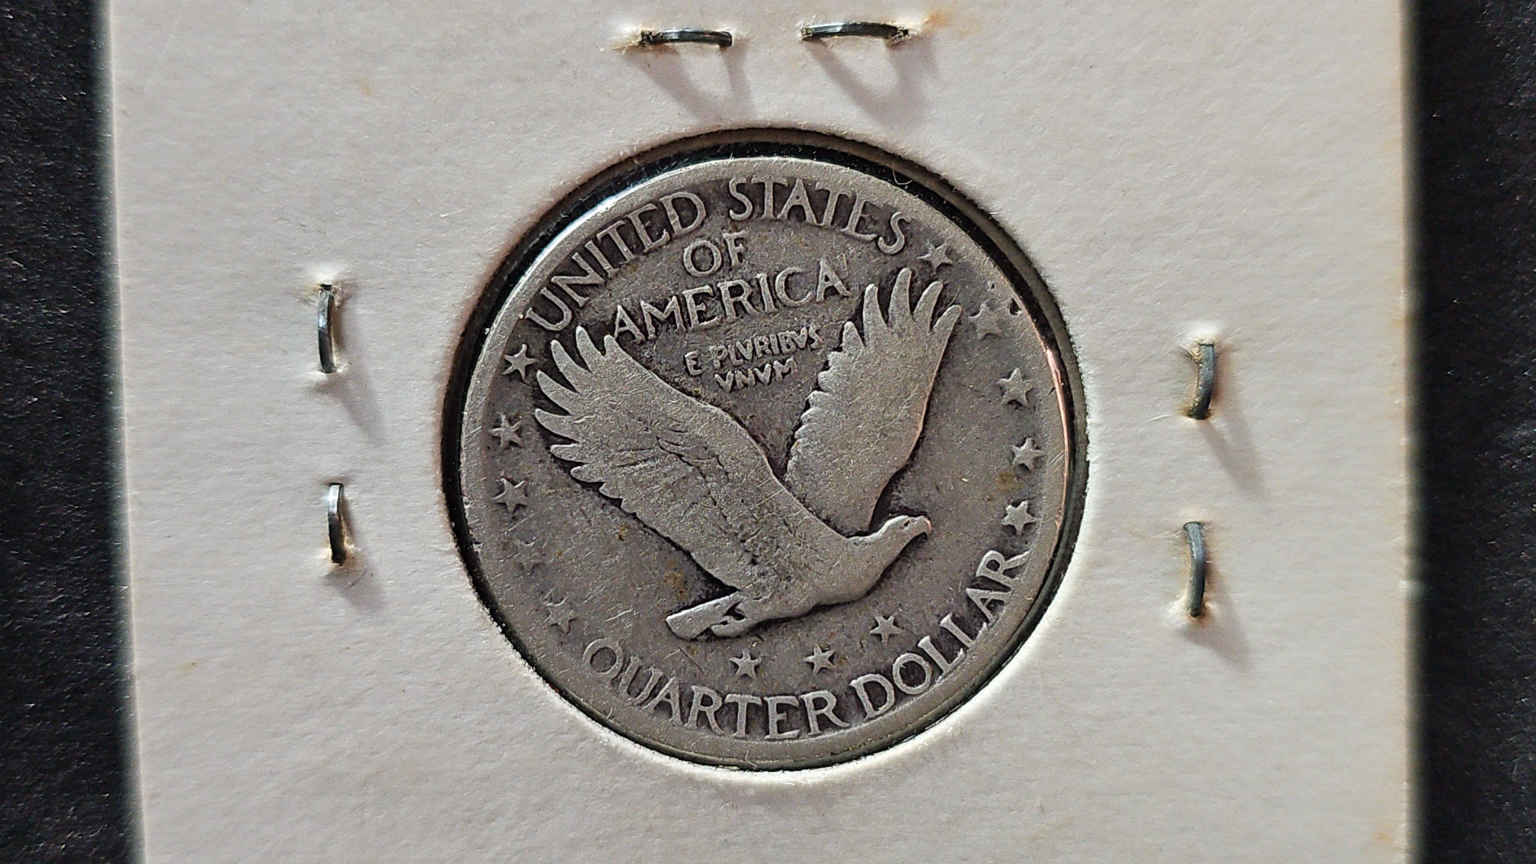 UNITED STATES
OF
AMERICA
E PLVRIBVS
VNVM
QUARTER DOLLAR